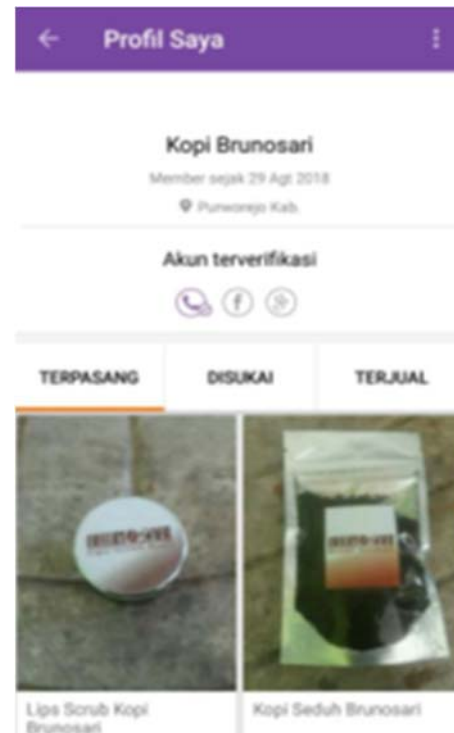 Profil Saya
Kopi Brunosari
Member sejak 29 Agt 2018
Purworejo Kab.
Akun terverifikasi
TERPASANG
DISUKAI
TERJUAL
Lips Scrub Kopi
Brunosari
Kopi Seduh Brunosari